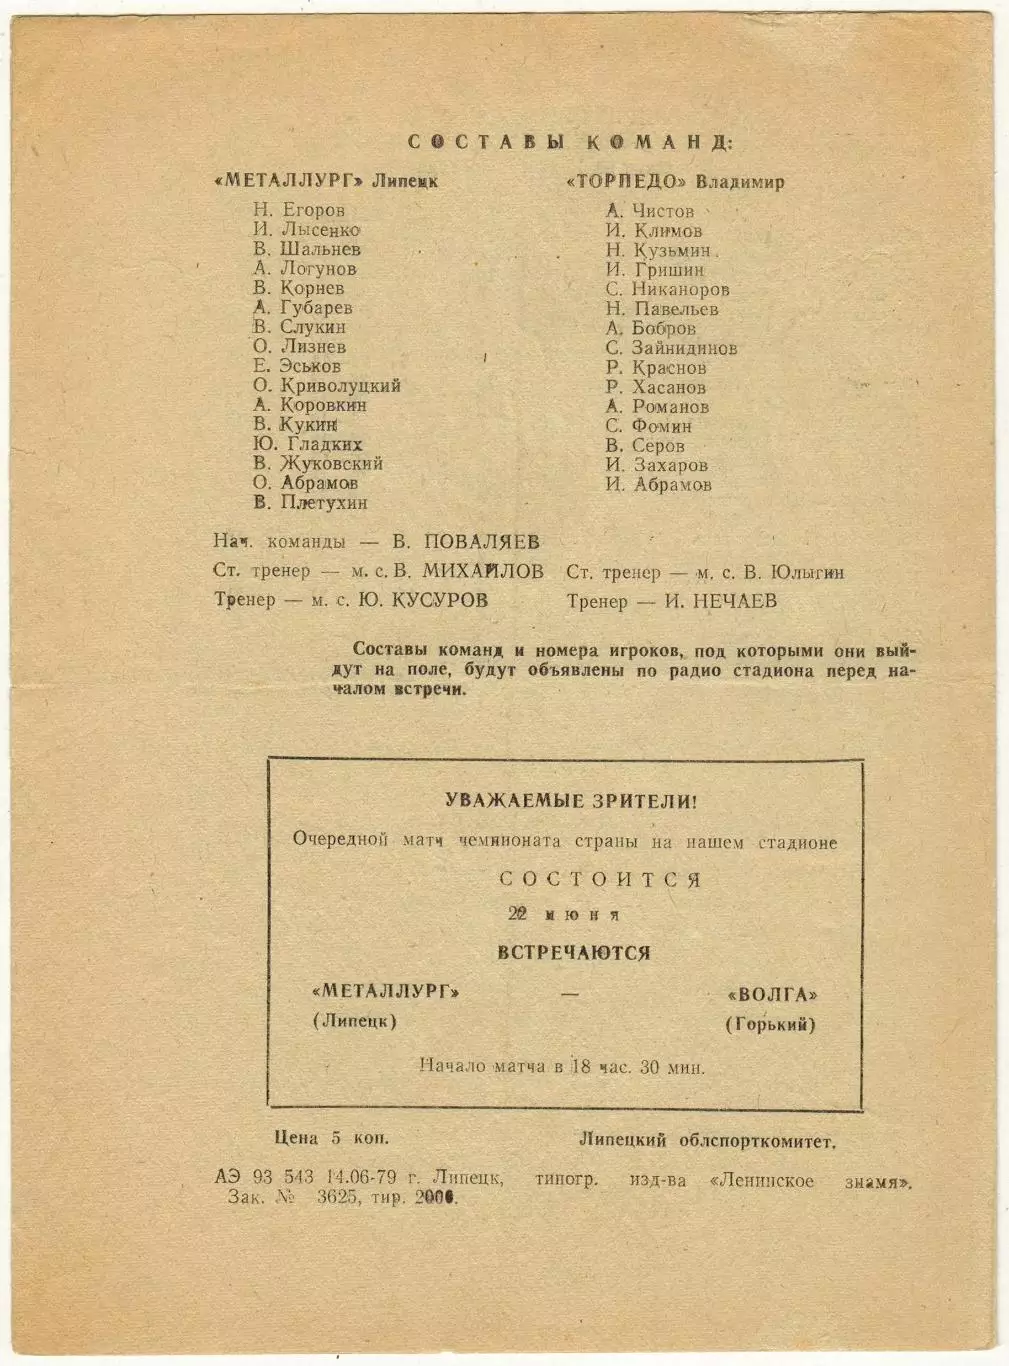 СОСТАВЫ КОМАНД:
«МЕТАЛЛУРГ» Липецк
Н. Егоров
И. Лысенко
В. Шальнев
А. Логунов
В. Корнев
А. Губарев
В. Слукин
О. Лизнев
Е. Эськов
О. Криволуцкий
А. Коровкин
В. Кукин
Ю. Гладких
В. Жуковский
О. Абрамов
В. Плетухин
«ТОРПЕДО» Владимир
А. Чистов
И. Климов
Н. Кузьмин
И. Гришин
С. Никаноров
Н. Павельев
А. Бобров
С. Зайнидинов
Р. Краснов
Р. Хасанов
А. Романов
С. Фомин
В. Серов
И. Захаров
И. Абрамов
Нач. команды — В. ПОВАЛЯЕВ
Ст. тренер — м. с. В. МИХАЙЛОВ
Тренер — м. с. Ю. КУСУРОВ
Ст. тренер — м. с. В. Юлыгин
Тренер — И. НЕЧАЕВ
Составы команд и номера игроков, под которыми они вый-
дут на поле, будут объявлены по радио стадиона перед на-
чалом встречи.
УВАЖАЕМЫЕ ЗРИТЕЛИ!
Очередной матч чемпионата страны на нашем стадионе
СОСТОИТСЯ
22 июня
ВСТРЕЧАЮТСЯ
«МЕТАЛЛУРГ» — «ВОЛГА»
(Липецк) (Горький)
Начало матча в 18 час. 30 мин.
Цена 5 коп. Липецкий облспорткомитет.
АЭ 93 543 14.06-79 г. Липецк, типогр. изд-ва «Ленинское знамя».
Зак. № 3625, тир. 2000.